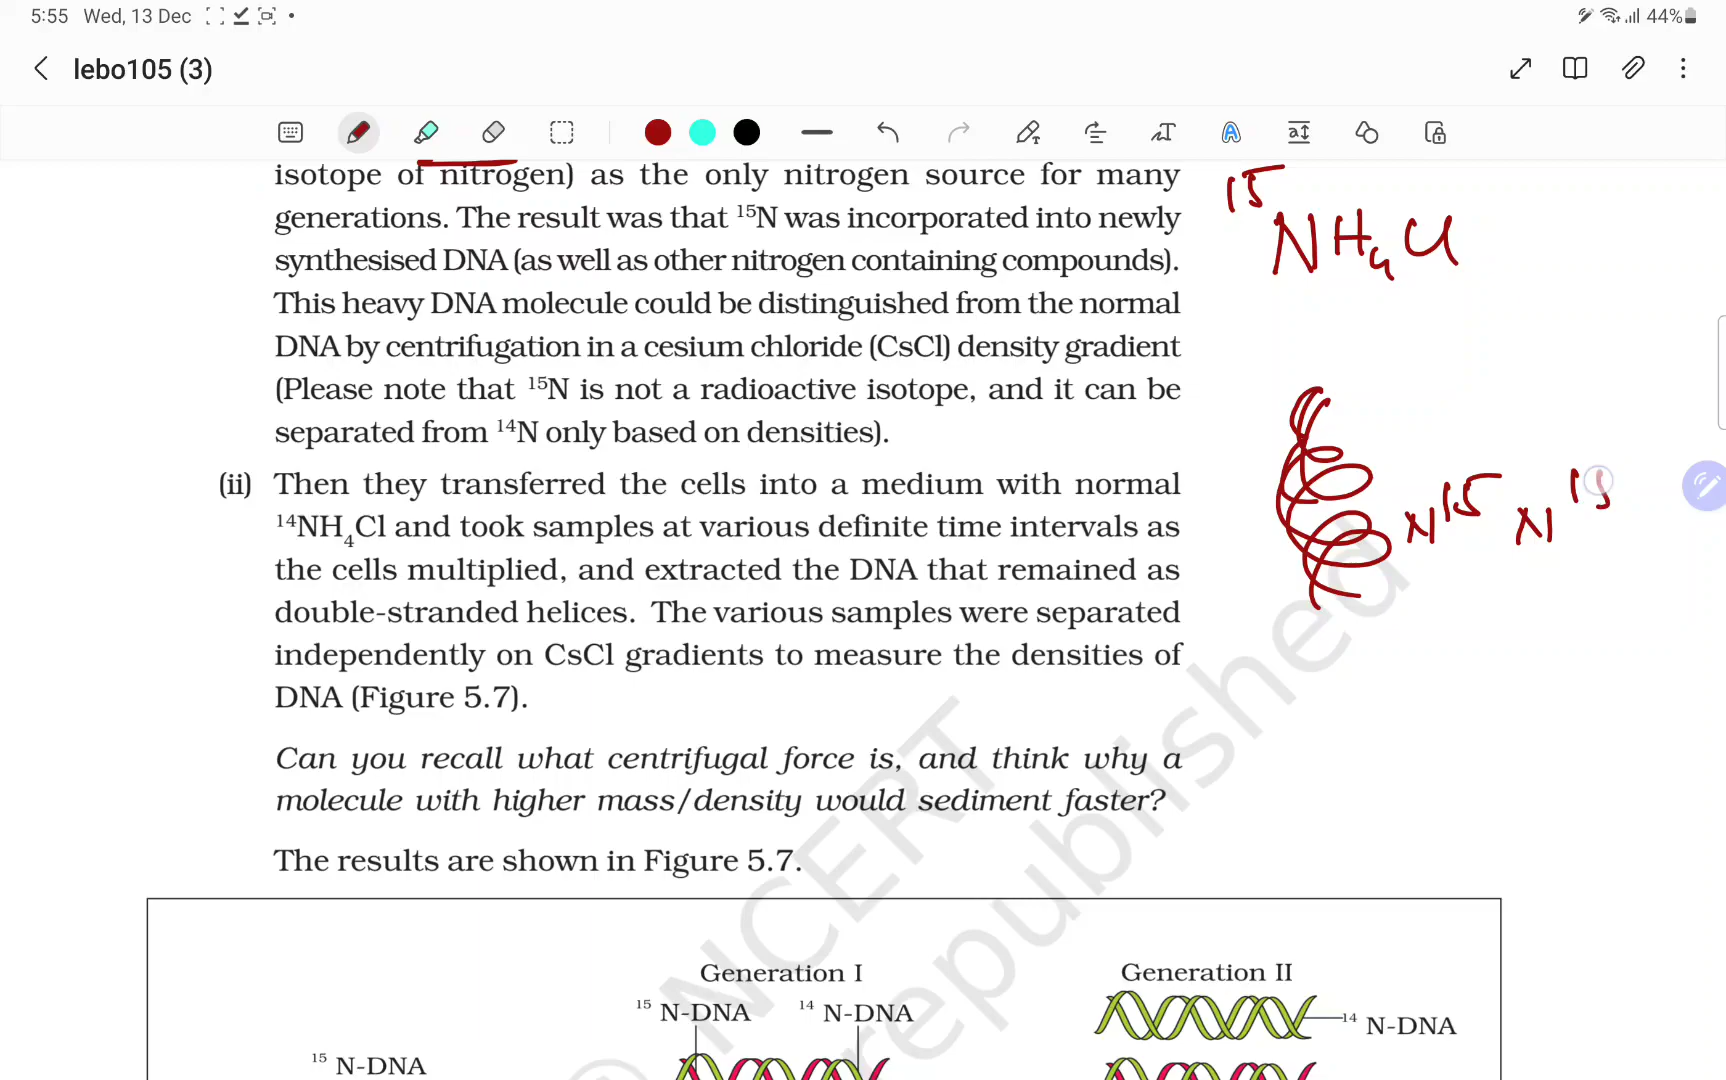 5:55 Wed, 13 Dec
44%
lebo105 (3)
isotope of nitrogen) as the only nitrogen source for many
generations. The result was that ¹⁵N was incorporated into newly
synthesised DNA (as well as other nitrogen containing compounds).
This heavy DNA molecule could be distinguished from the normal
DNA by centrifugation in a cesium chloride (CsCl) density gradient
(Please note that ¹⁵N is not a radioactive isotope, and it can be
separated from ¹⁴N only based on densities).
¹⁵NH₄Cl
N¹⁵ N¹⁵
(ii) Then they transferred the cells into a medium with normal
¹⁴NH₄Cl and took samples at various definite time intervals as
the cells multiplied, and extracted the DNA that remained as
double-stranded helices. The various samples were separated
independently on CsCl gradients to measure the densities of
DNA (Figure 5.7).
Can you recall what centrifugal force is, and think why a
molecule with higher mass/density would sediment faster?
The results are shown in Figure 5.7.
© NCERT
republished
Generation I
Generation II
¹⁵ N-DNA ¹⁴ N-DNA
¹⁴ N-DNA
¹⁵ N-DNA